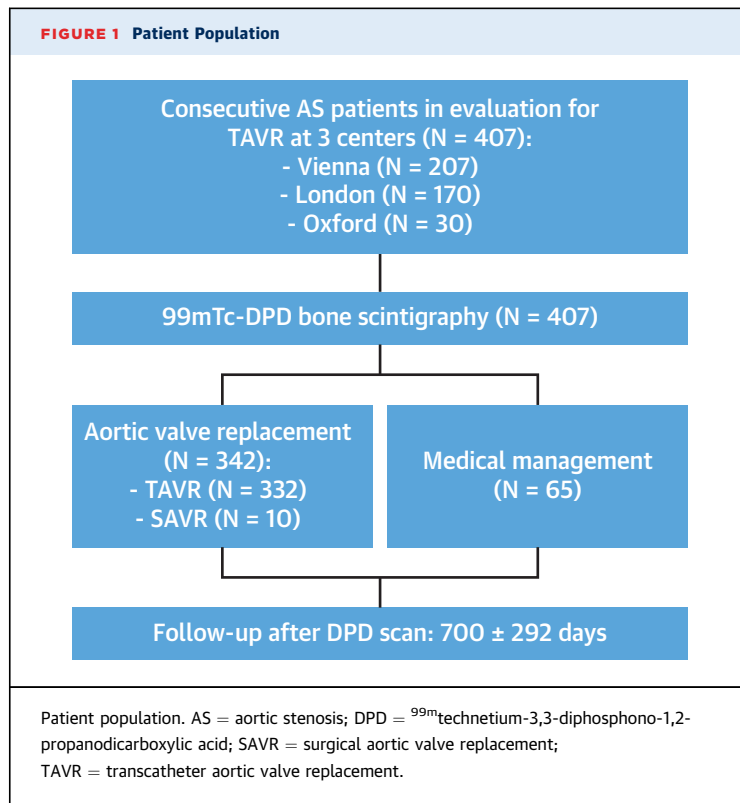 FIGURE 1 Patient Population
Consecutive AS patients in evaluation for
TAVR at 3 centers (N = 407):
- Vienna (N = 207)
- London (N = 170)
- Oxford (N = 30)
99mTc-DPD bone scintigraphy (N = 407)
Aortic valve replacement
(N = 342):
- TAVR (N = 332)
- SAVR (N = 10)
Medical management
(N = 65)
Follow-up after DPD scan: 700 ± 292 days
Patient population. AS = aortic stenosis; DPD = ⁹⁹ᵐtechnetium-3,3-diphosphono-1,2-
propanodicarboxylic acid; SAVR = surgical aortic valve replacement;
TAVR = transcatheter aortic valve replacement.